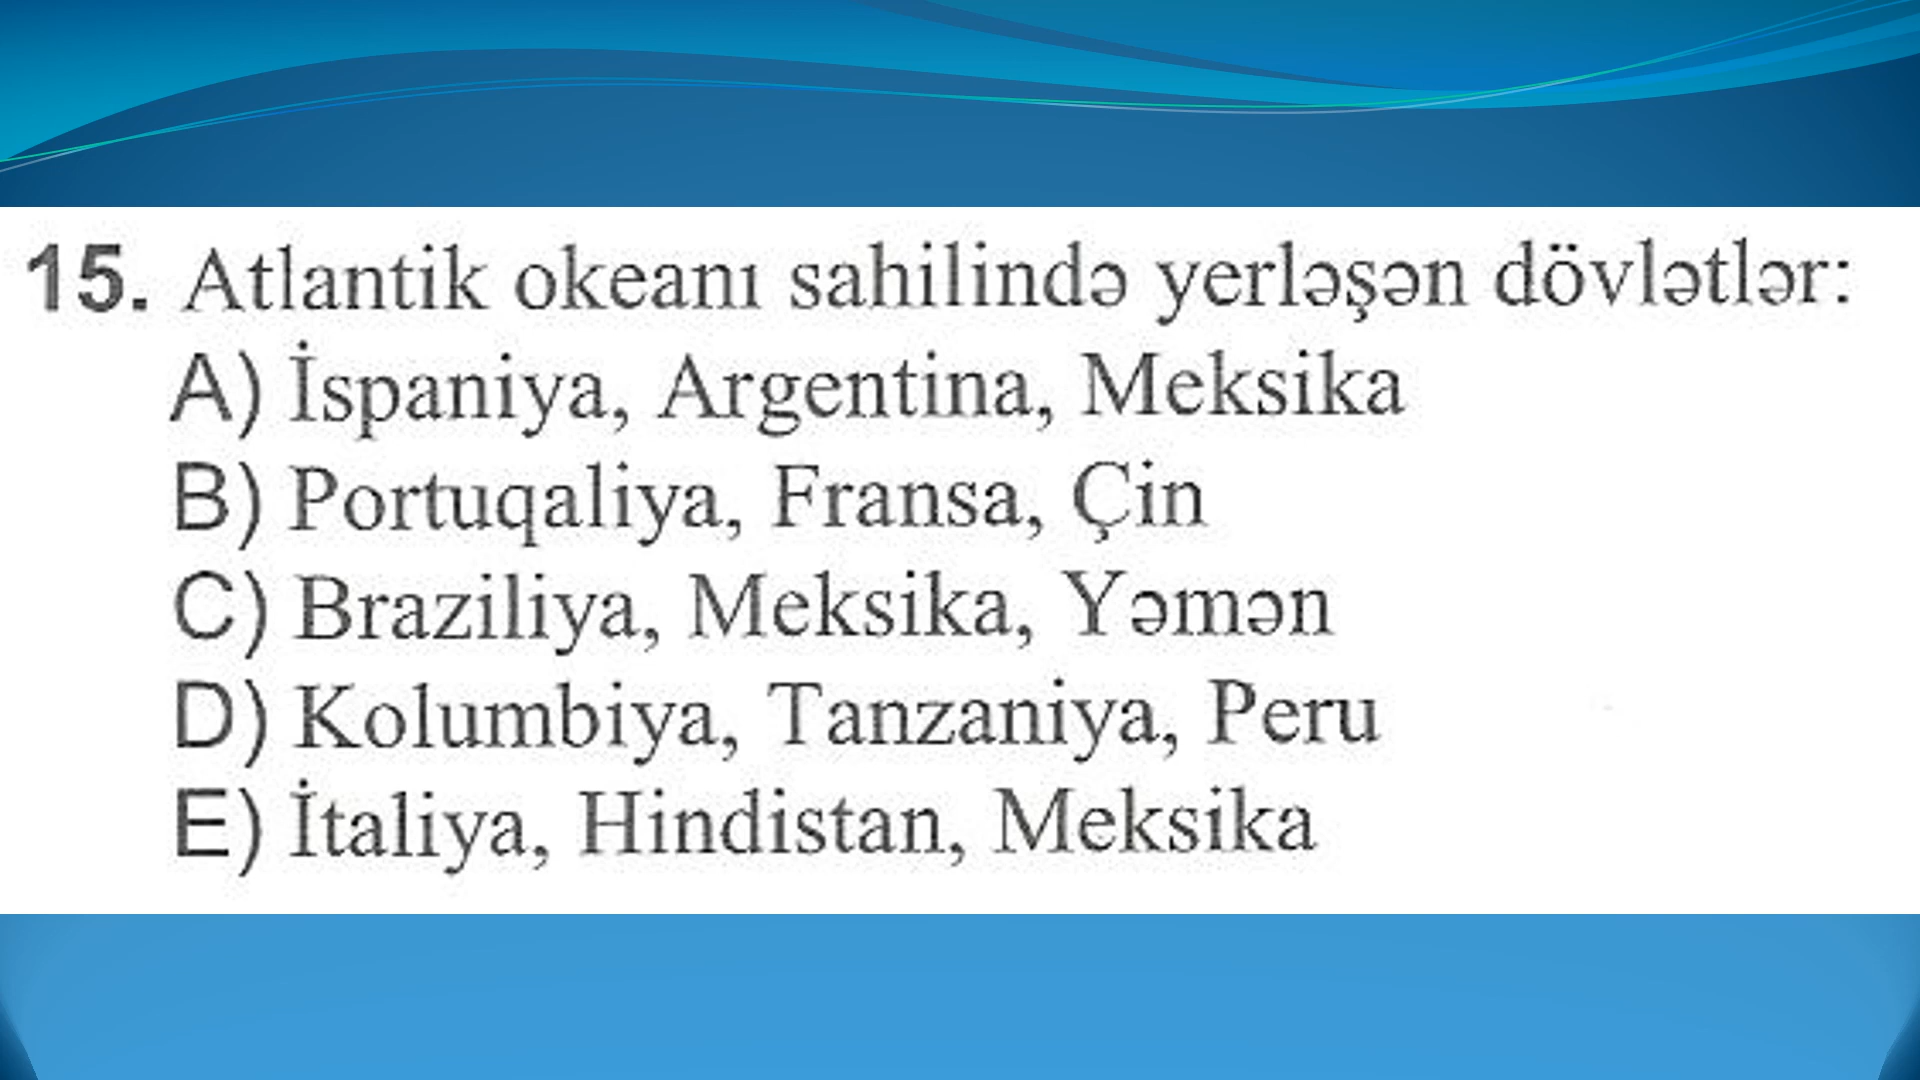 15. Atlantik okeanı sahilində yerləşən dövlətlər:
A) İspaniya, Argentina, Meksika
B) Portuqaliya, Fransa, Çin
C) Braziliya, Meksika, Yəmən
D) Kolumbiya, Tanzaniya, Peru
E) İtaliya, Hindistan, Meksika